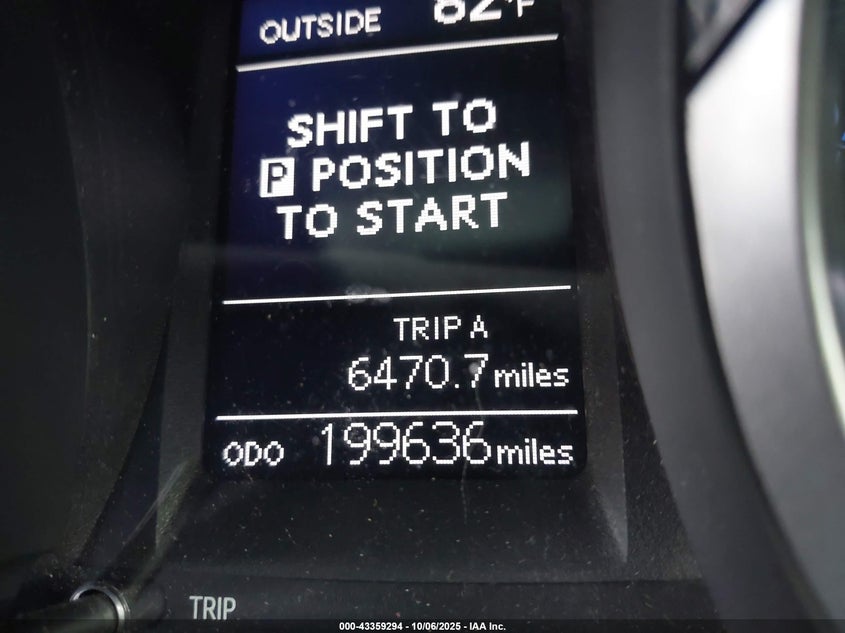 OUTSIDE 82°F
SHIFT TO
P POSITION
TO START
TRIP A
6470.7 miles
ODO 199636 miles
TRIP
000-43359294 - 10/06/2025 - IAA Inc.